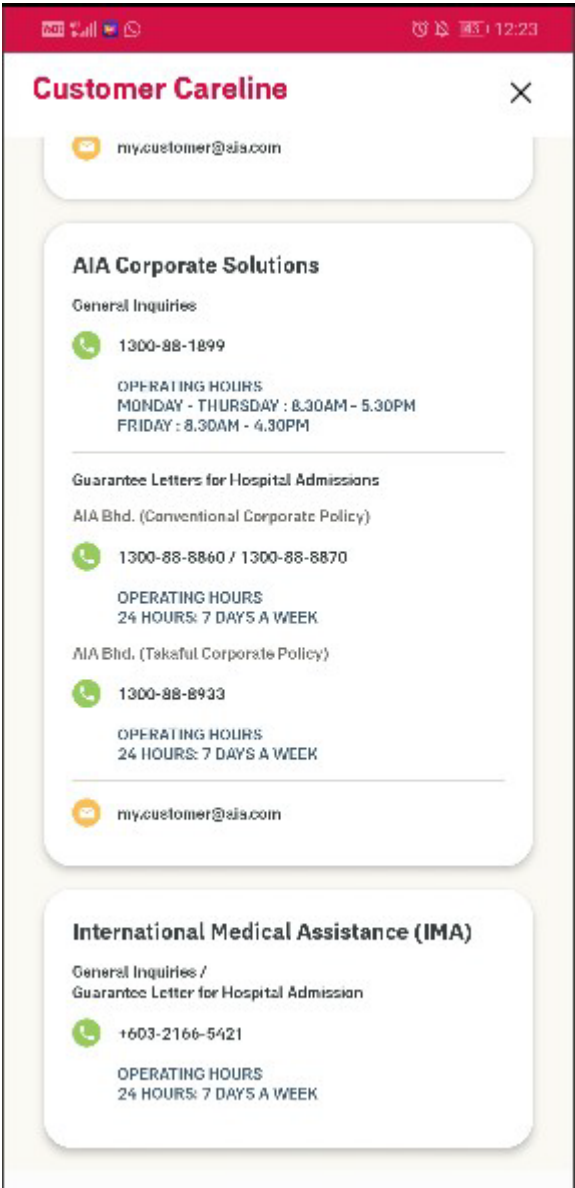 43 12:23
Customer Careline
my.customer@aia.com
AIA Corporate Solutions
General Inquiries
1300-88-1899
OPERATING HOURS
MONDAY - THURSDAY : 8.30AM - 5.30PM
FRIDAY : 8.30AM - 4.30PM
Guarantee Letters for Hospital Admissions
AIA Bhd. (Conventional Corporate Policy)
1300-88-8860 / 1300-88-8870
OPERATING HOURS
24 HOURS: 7 DAYS A WEEK
AIA Bhd. (Takaful Corporate Policy)
1300-88-8933
OPERATING HOURS
24 HOURS: 7 DAYS A WEEK
my.customer@aia.com
International Medical Assistance (IMA)
General Inquiries /
Guarantee Letter for Hospital Admission
+603-2166-5421
OPERATING HOURS
24 HOURS: 7 DAYS A WEEK